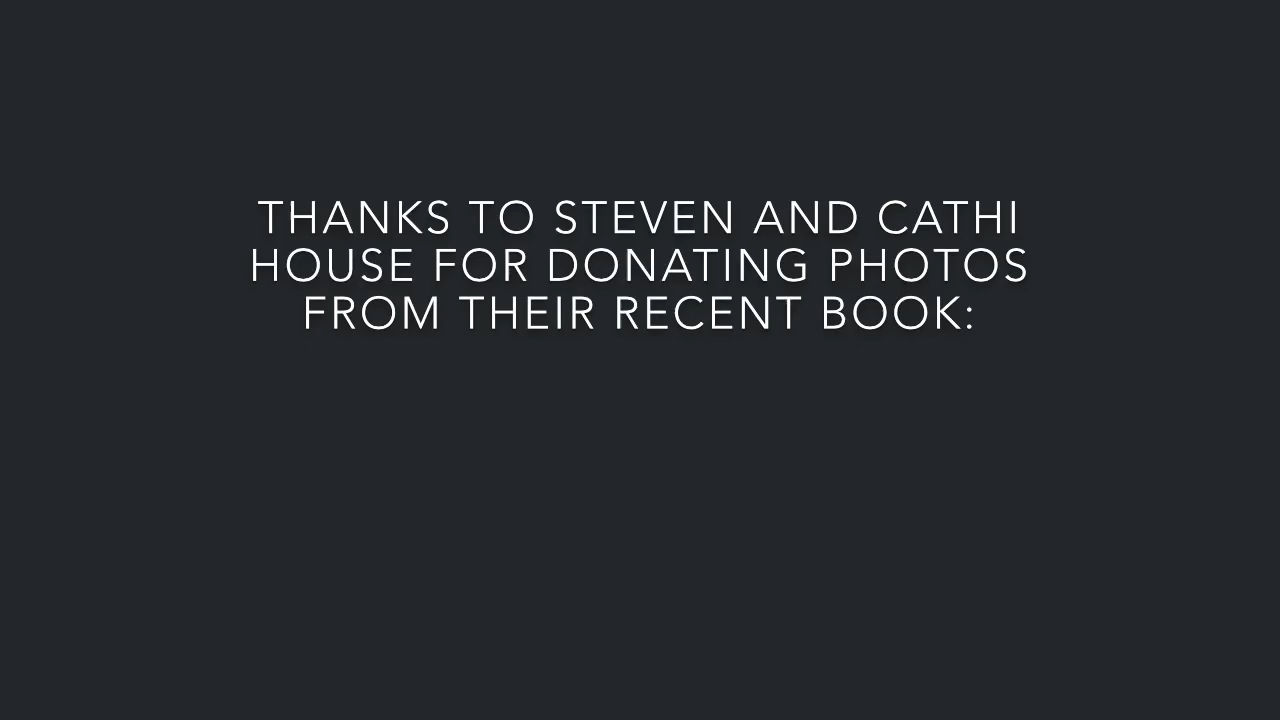 THANKS TO STEVEN AND CATHI
HOUSE FOR DONATING PHOTOS
FROM THEIR RECENT BOOK: